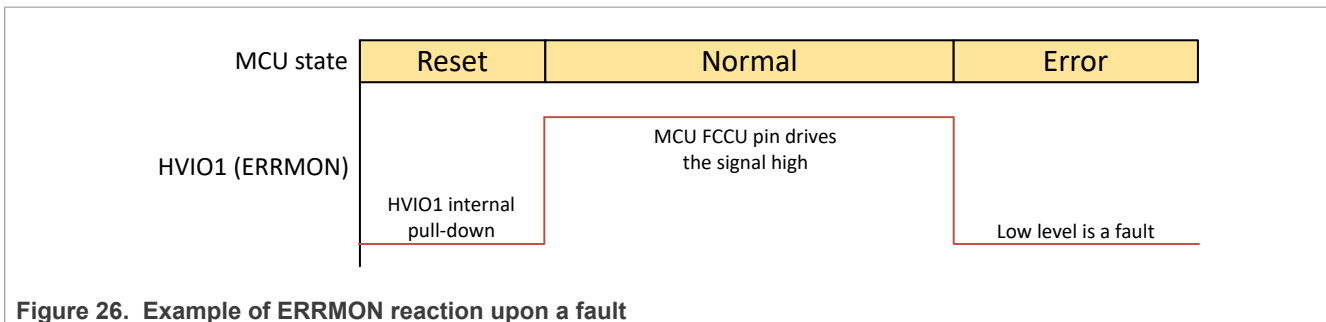 MCU state
Reset
Normal
Error
HVIO1 (ERRMON)
HVIO1 internal
pull-down
MCU FCCU pin drives
the signal high
Low level is a fault
Figure 26. Example of ERRMON reaction upon a fault